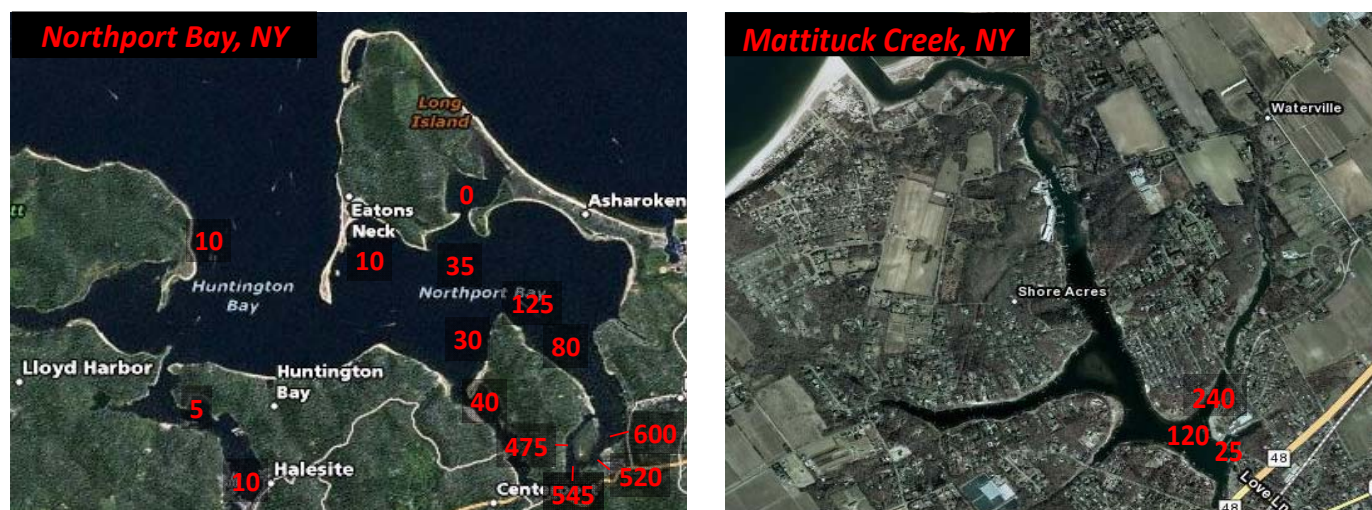 Northport Bay, NY
Long
Island
0
Asharoken
Eatons
Neck
10
10
35
Huntington
Bay
Northport Bay
125
30
80
Lloyd Harbor
Huntington
Bay
5
40
475
600
10
Halesite
520
545
Mattituck Creek, NY
Waterville
Shore Acres
240
120
25
48
Love Ln
48